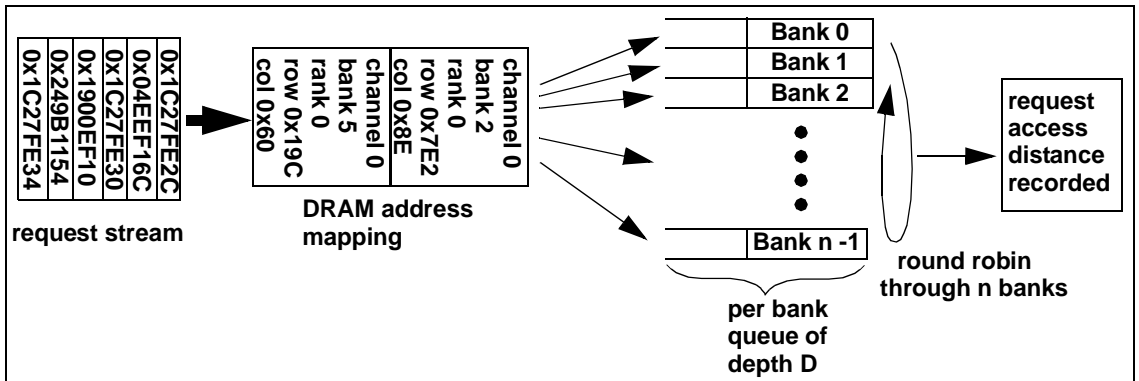 0x1C27FE2C
0x04EEF16C
0x1C27FE30
0x1900EF10
0x249B1154
0x1C27FE34
request stream
channel 0
bank 2
rank 0
row 0x7E2
col 0x8E
channel 0
bank 5
rank 0
row 0x19C
col 0x60
DRAM address
mapping
Bank 0
Bank 1
Bank 2
Bank n -1
per bank
queue of
depth D
round robin
through n banks
request
access
distance
recorded